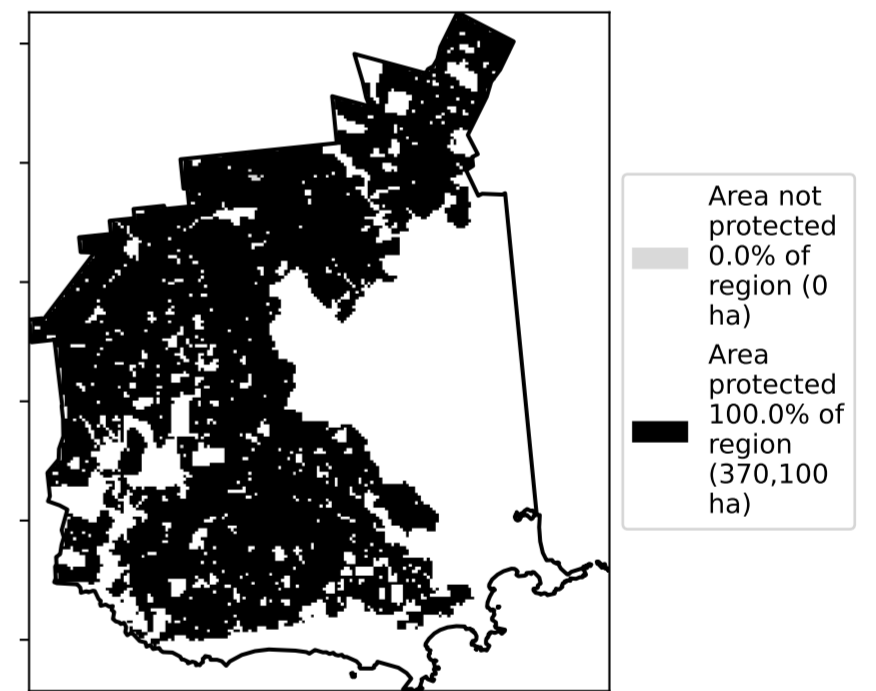 Area not
protected
0.0% of
region (0
ha)
Area
protected
100.0% of
region
(370,100
ha)